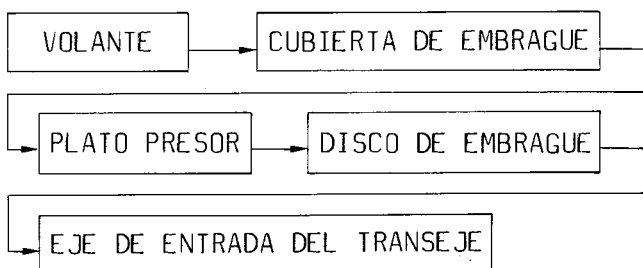 VOLANTE CUBIERTA DE EMBRAGUE
PLATO PRESOR DISCO DE EMBRAGUE
EJE DE ENTRADA DEL TRANSEJE